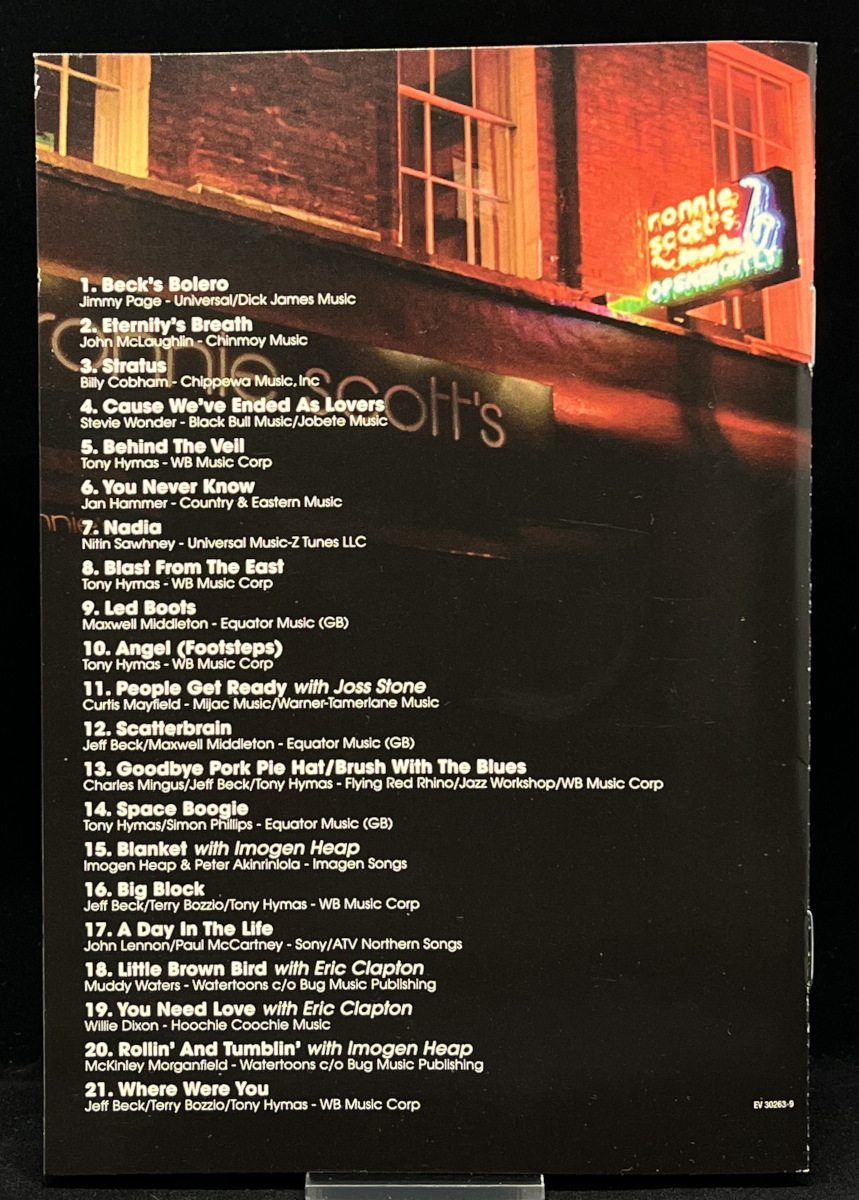 ronnie
scott's
OPEN NIGHTLY
ronnie scott's
1. Beck's Bolero
Jimmy Page - Universal/Dick James Music
2. Eternity's Breath
John McLaughlin - Chinmoy Music
3. Stratus
Billy Cobham - Chippewa Music, Inc
4. Cause We've Ended As Lovers
Stevie Wonder - Black Bull Music/Jobete Music
5. Behind The Veil
Tony Hymas - WB Music Corp
6. You Never Know
Jan Hammer - Country & Eastern Music
7. Nadia
Nitin Sawhney - Universal Music-Z Tunes LLC
8. Blast From The East
Tony Hymas - WB Music Corp
9. Led Boots
Maxwell Middleton - Equator Music (GB)
10. Angel (Footsteps)
Tony Hymas - WB Music Corp
11. People Get Ready with Joss Stone
Curtis Mayfield - Mijac Music/Warner-Tamerlane Music
12. Scatterbrain
Jeff Beck/Maxwell Middleton - Equator Music (GB)
13. Goodbye Pork Pie Hat/Brush With The Blues
Charles Mingus/Jeff Beck/Tony Hymas - Flying Red Rhino/Jazz Workshop/WB Music Corp
14. Space Boogie
Tony Hymas/Simon Phillips - Equator Music (GB)
15. Blanket with Imogen Heap
Imogen Heap & Peter Akinriniola - Imagen Songs
16. Big Block
Jeff Beck/Terry Bozzio/Tony Hymas - WB Music Corp
17. A Day In The Life
John Lennon/Paul McCartney - Sony/ATV Northern Songs
18. Little Brown Bird with Eric Clapton
Muddy Waters - Watertoons c/o Bug Music Publishing
19. You Need Love with Eric Clapton
Willie Dixon - Hoochie Coochie Music
20. Rollin' And Tumblin' with Imogen Heap
McKinley Morganfield - Watertoons c/o Bug Music Publishing
21. Where Were You
Jeff Beck/Terry Bozzio/Tony Hymas - WB Music Corp
EV 30263-9